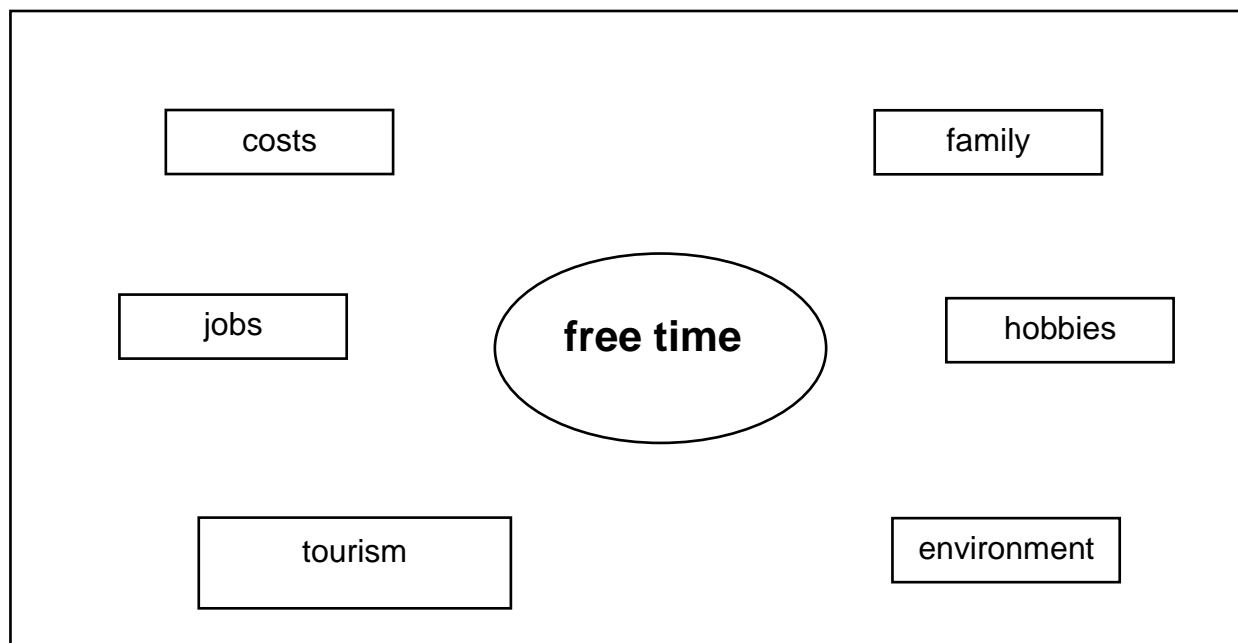 costs
family
jobs
free time
hobbies
tourism
environment